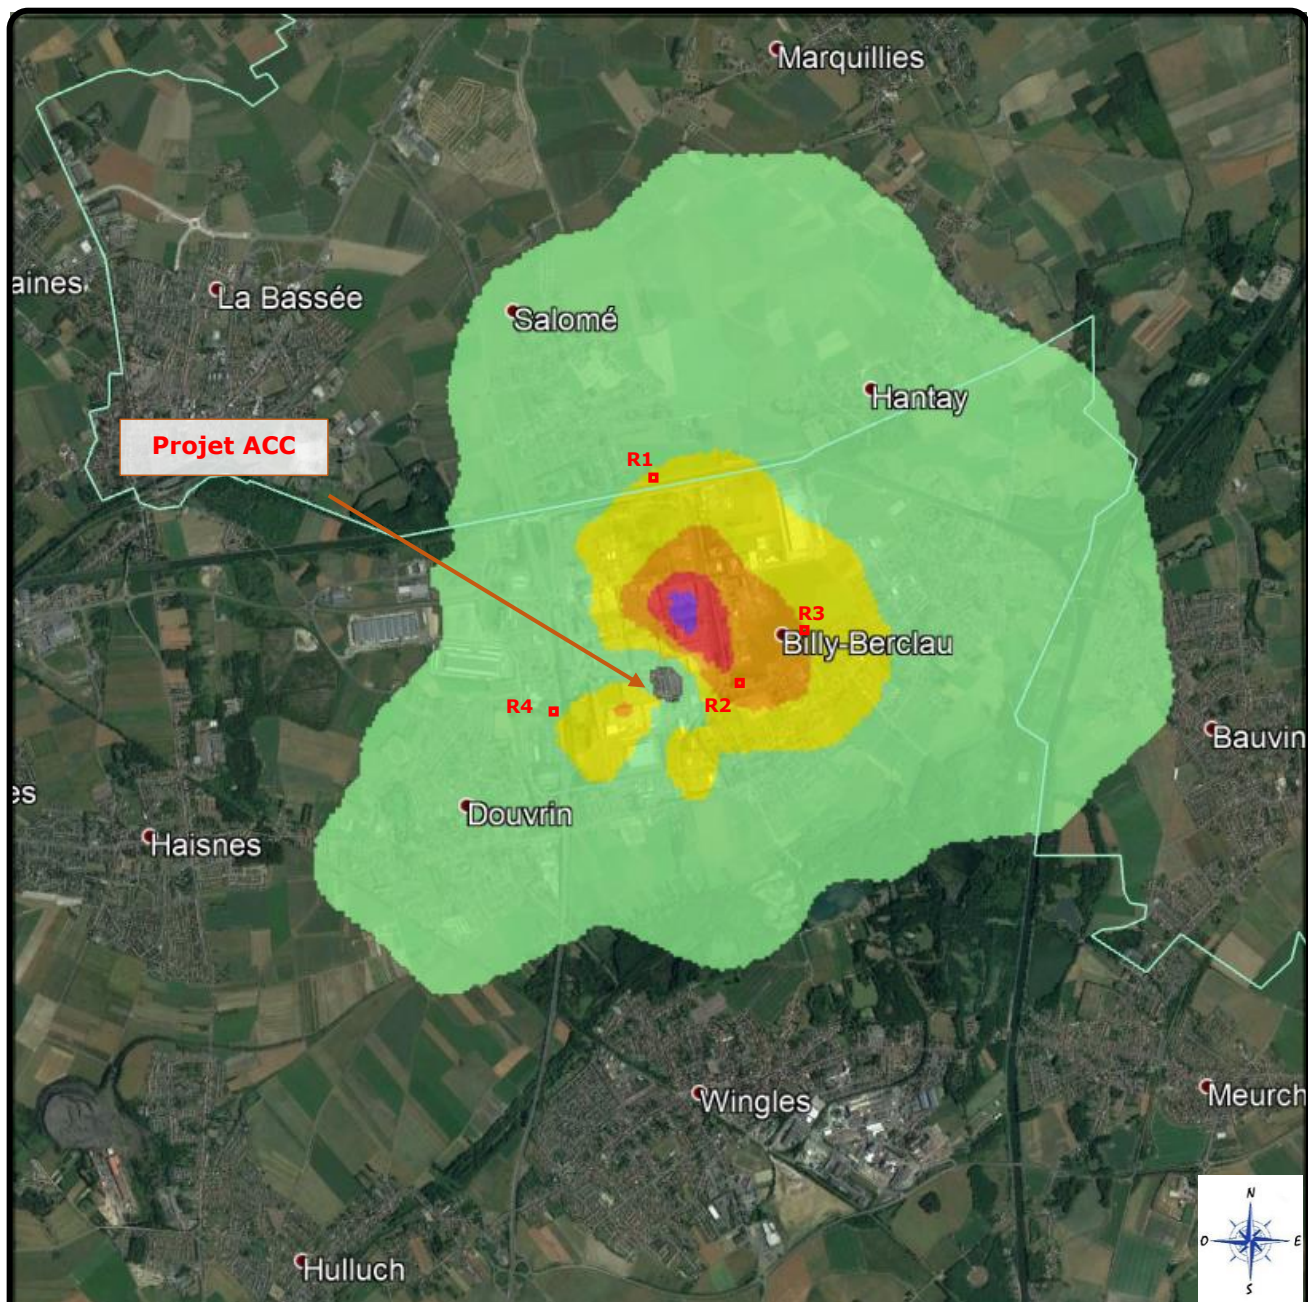 Marquillies
aines
La Bassée
Salomé
Hantay
Projet ACC
R1
R3
Billy-Berclau
R4
R2
Bauvin
es
Douvrin
Haisnes
Wingles
Meurch
Hulluch
N
O
E
S